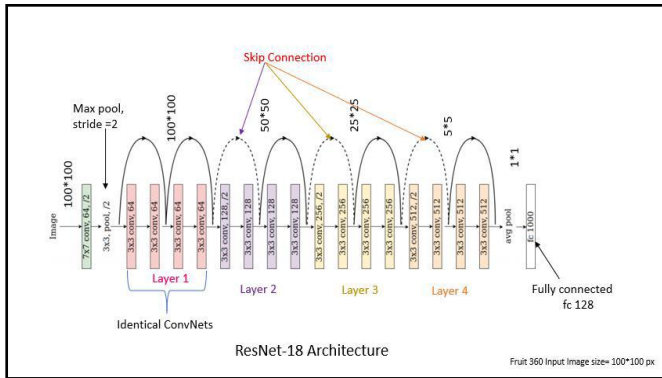 Skip Connection
Max pool,
stride =2
100*100
100*100
50*50
25*25
5*5
1*1
Image
7x7 conv, 64, /2
3x3, pool, /2
3x3 conv, 64
3x3 conv, 64
3x3 conv, 64
3x3 conv, 64
3x3 conv, 128, /2
3x3 conv, 128
3x3 conv, 128
3x3 conv, 128
3x3 conv, 256, /2
3x3 conv, 256
3x3 conv, 256
3x3 conv, 256
3x3 conv, 512, /2
3x3 conv, 512
3x3 conv, 512
3x3 conv, 512
avg pool
fc 1000
Layer 1
Layer 2
Layer 3
Layer 4
Fully connected
fc 128
Identical ConvNets
ResNet-18 Architecture
Fruit 360 Input Image size= 100*100 px